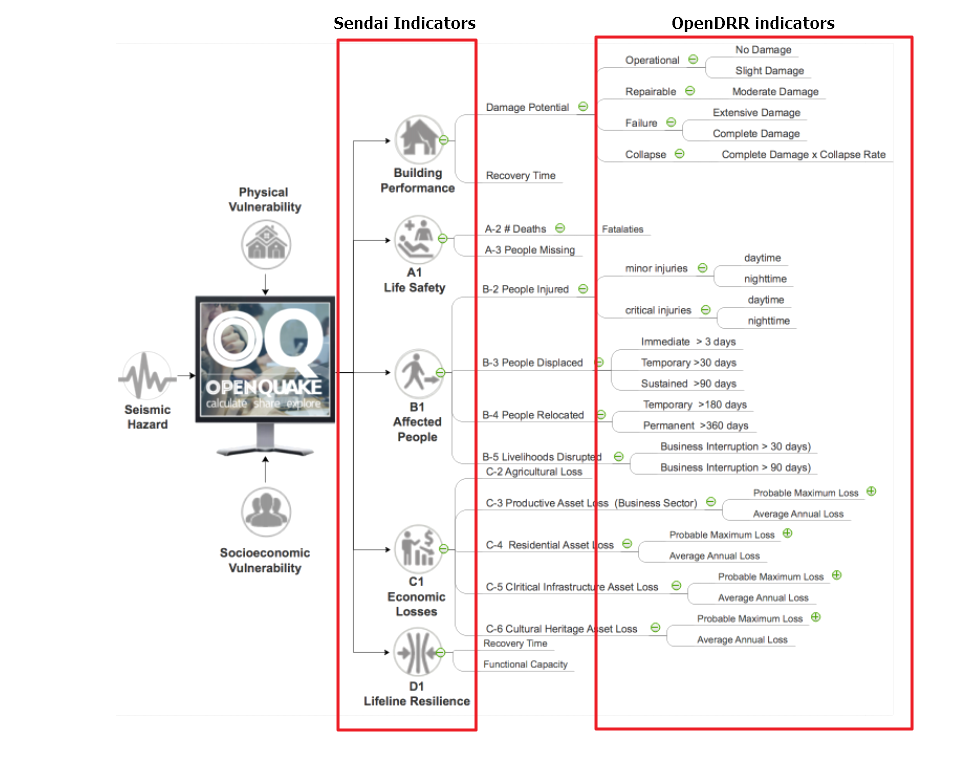 Sendai Indicators
OpenDRR indicators
Physical
Vulnerability
Seismic
Hazard
OQ
OPENQUAKE
calculate share explore
Socioeconomic
Vulnerability
Building
Performance
Damage Potential
Operational
No Damage
Slight Damage
Repairable
Moderate Damage
Failure
Extensive Damage
Complete Damage
Collapse
Complete Damage x Collapse Rate
Recovery Time
A1
Life Safety
A-2 # Deaths
Fatalaties
A-3 People Missing
B1
Affected
People
B-2 People Injured
minor injuries
daytime
nighttime
critical injuries
daytime
nighttime
B-3 People Displaced
Immediate > 3 days
Temporary >30 days
Sustained >90 days
B-4 People Relocated
Temporary >180 days
Permanent >360 days
B-5 Livelihoods Disrupted
Business Interruption > 30 days)
Business Interruption > 90 days)
C1
Economic
Losses
C-2 Agricultural Loss
C-3 Productive Asset Loss (Business Sector)
Probable Maximum Loss
Average Annual Loss
C-4 Residential Asset Loss
Probable Maximum Loss
Average Annual Loss
C-5 CIritical Infrastructure Asset Loss
Probable Maximum Loss
Average Annual Loss
C-6 Cultural Heritage Asset Loss
Probable Maximum Loss
Average Annual Loss
D1
Lifeline Resilience
Recovery Time
Functional Capacity